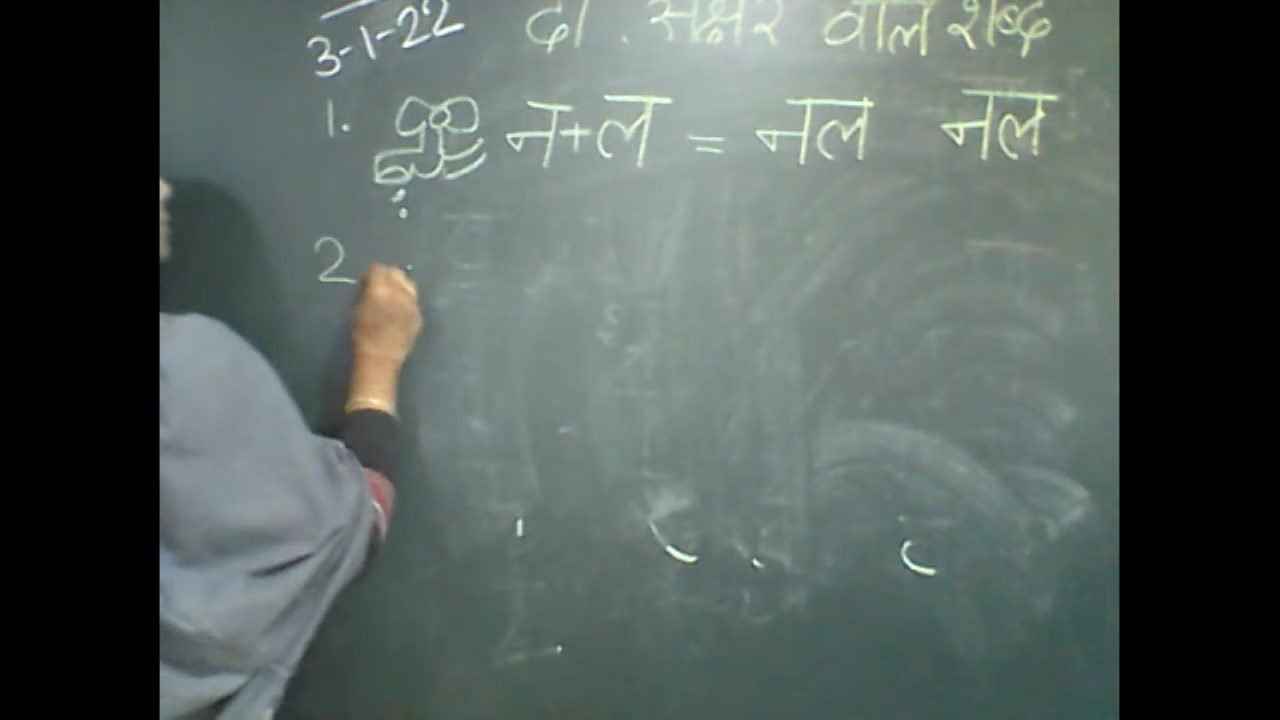 3-1-22 दो अक्षर वाले शब्द
1. न+ल = नल नल
2